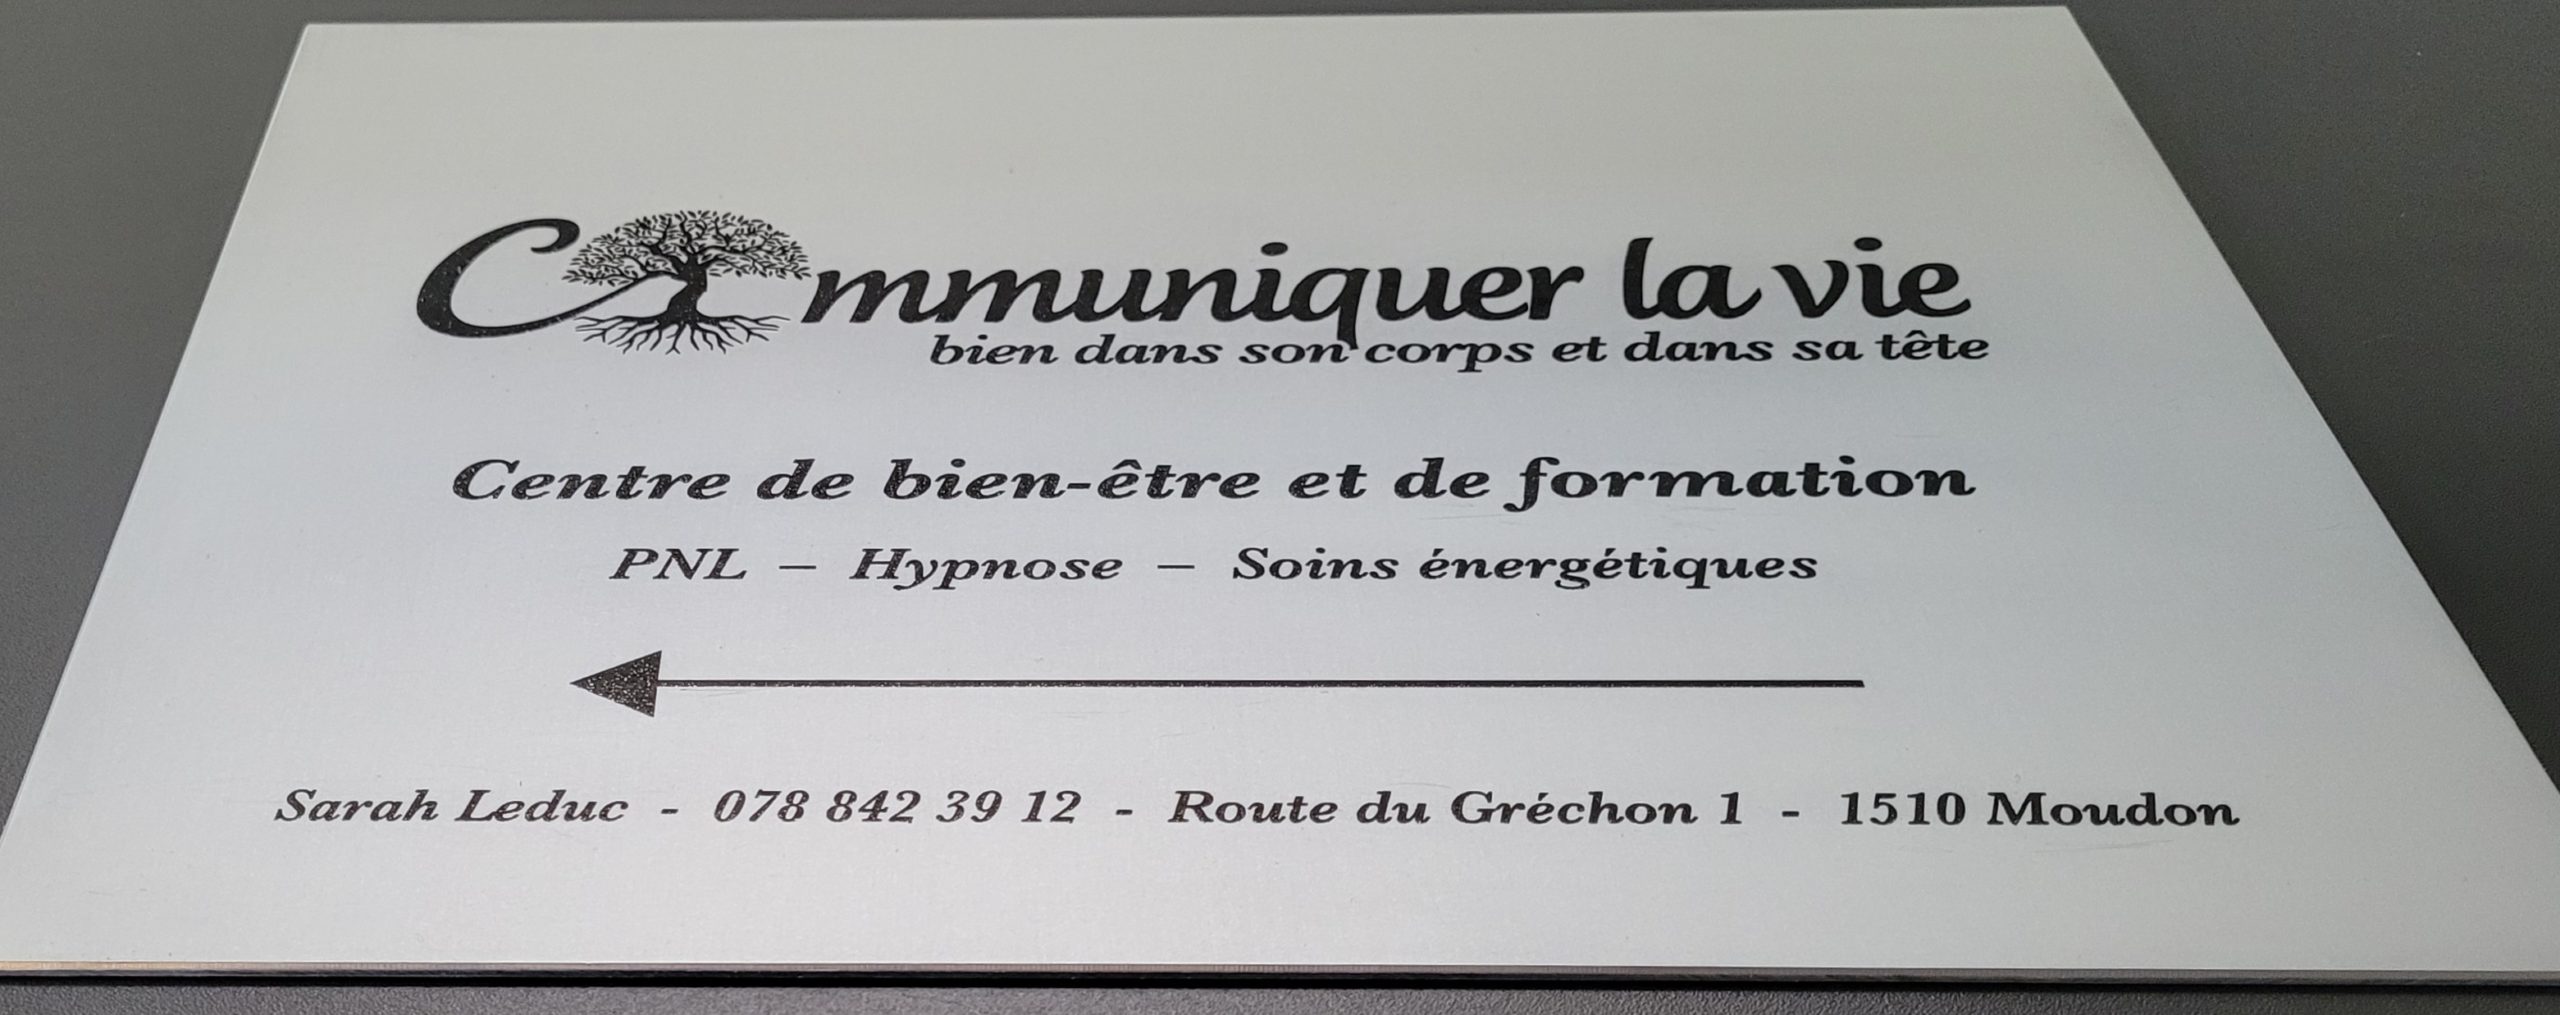 Communiquer la vie
bien dans son corps et dans sa tête
Centre de bien-être et de formation
PNL – Hypnose – Soins énergétiques
Sarah Leduc - 078 842 39 12 - Route du Gréchon 1 - 1510 Moudon